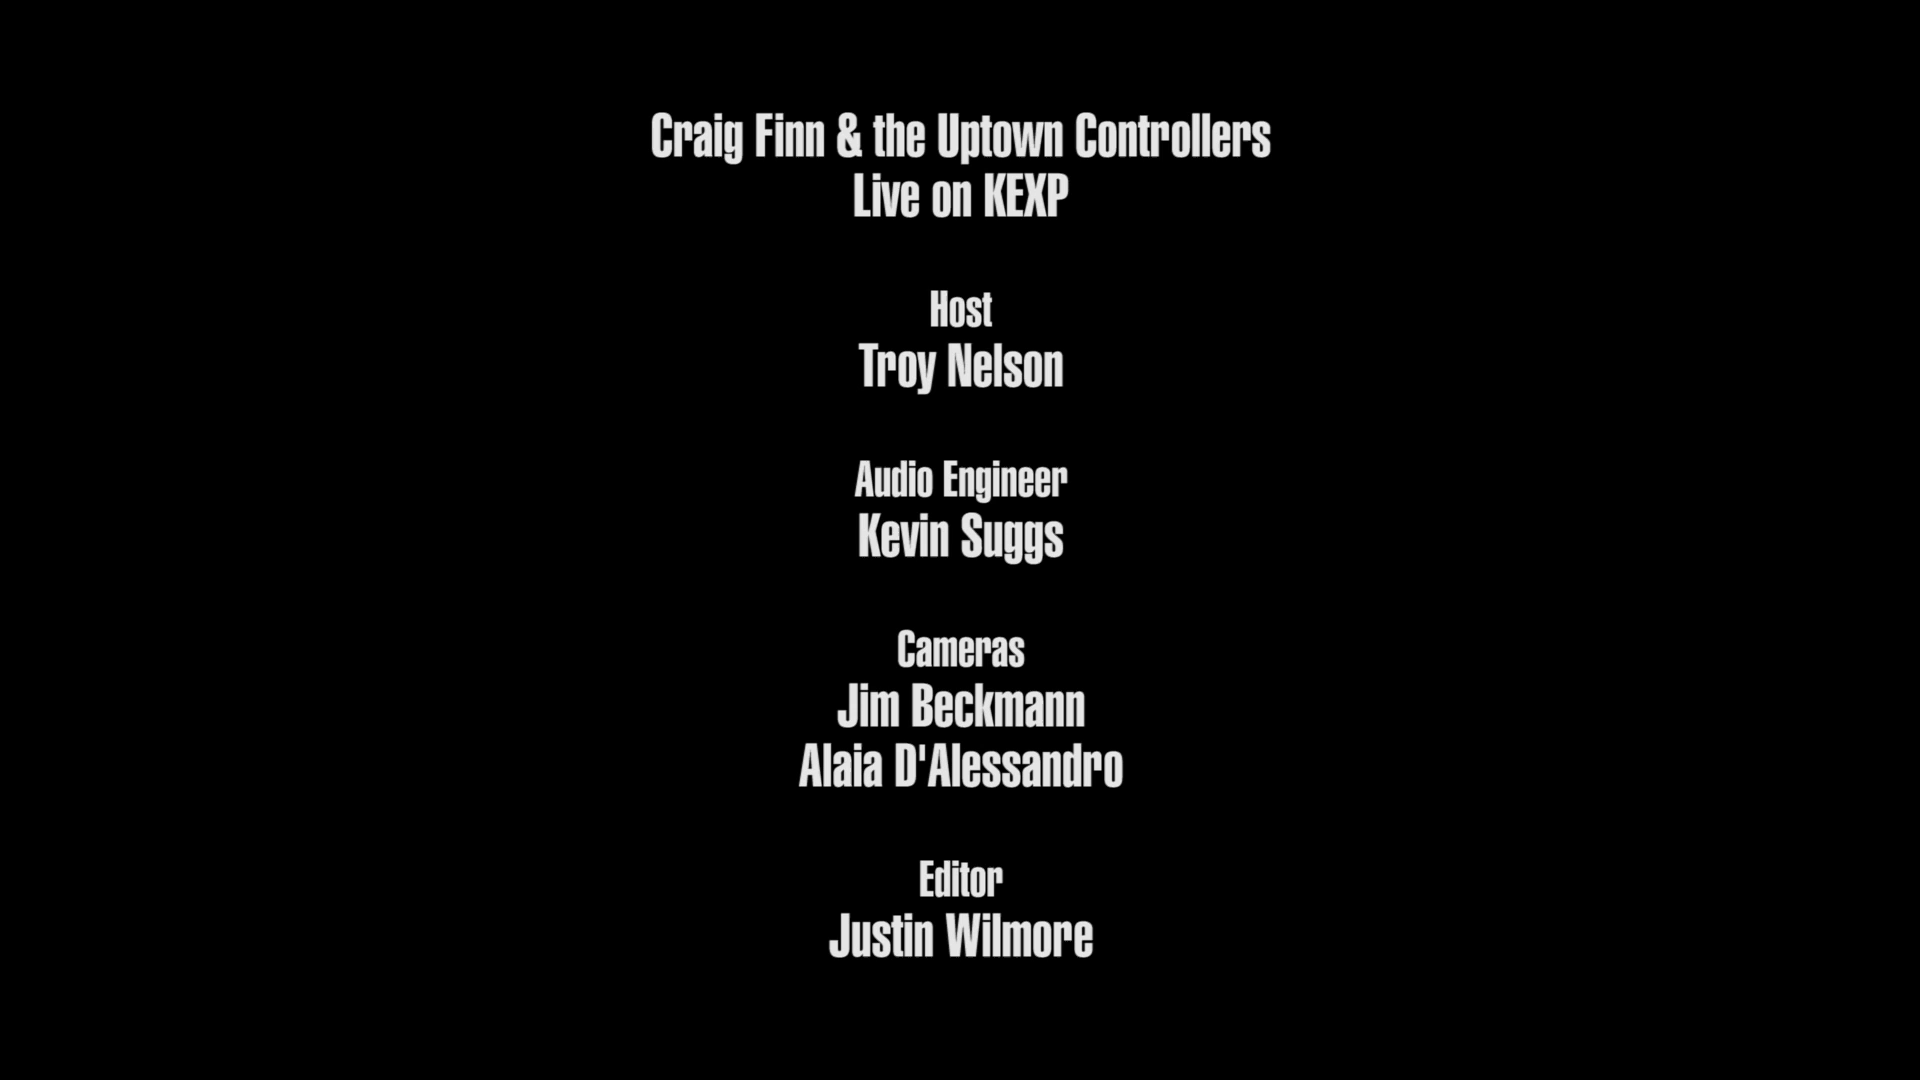 Craig Finn & the Uptown Controllers
Live on KEXP
Host
Troy Nelson
Audio Engineer
Kevin Suggs
Cameras
Jim Beckmann
Alaia D'Alessandro
Editor
Justin Wilmore